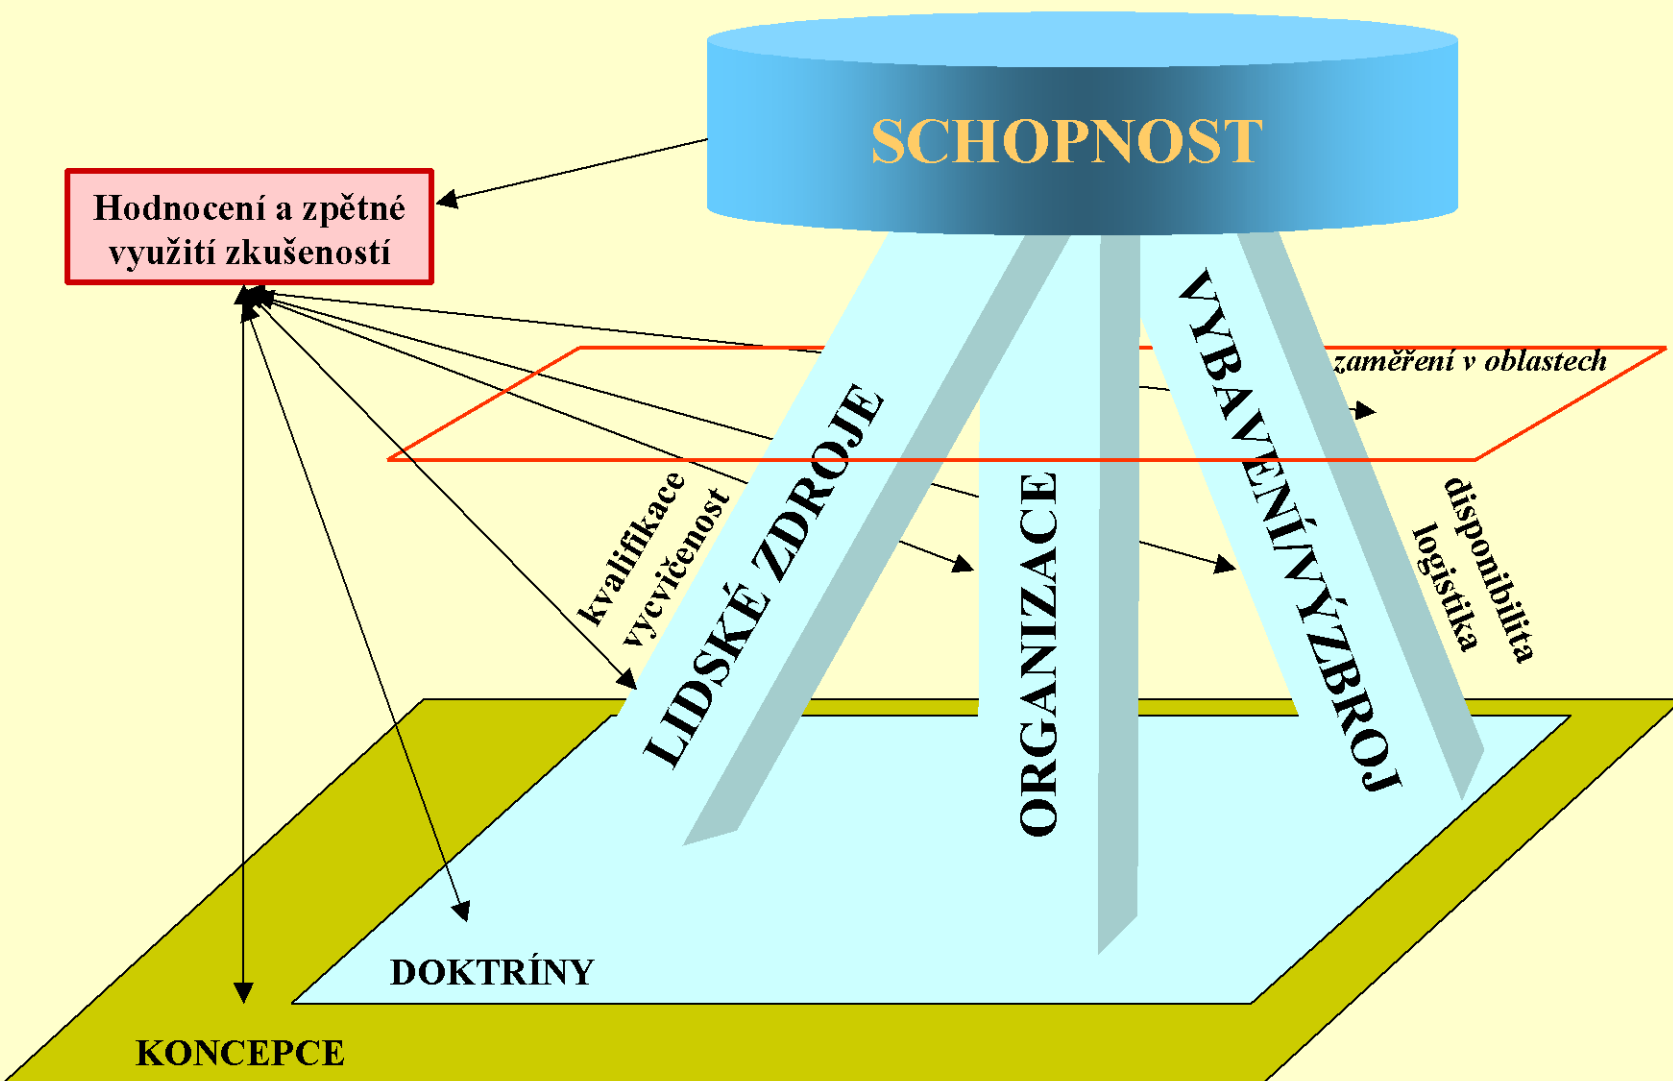 SCHOPNOST
Hodnocení a zpětné
využití zkušeností
zaměření v oblastech
kvalifikace
vycvičenost
LIDSKÉ ZDROJE
ORGANIZACE
VYBAVENÍ/VÝZBROJ
disponibilita
logistika
DOKTRÍNY
KONCEPCE